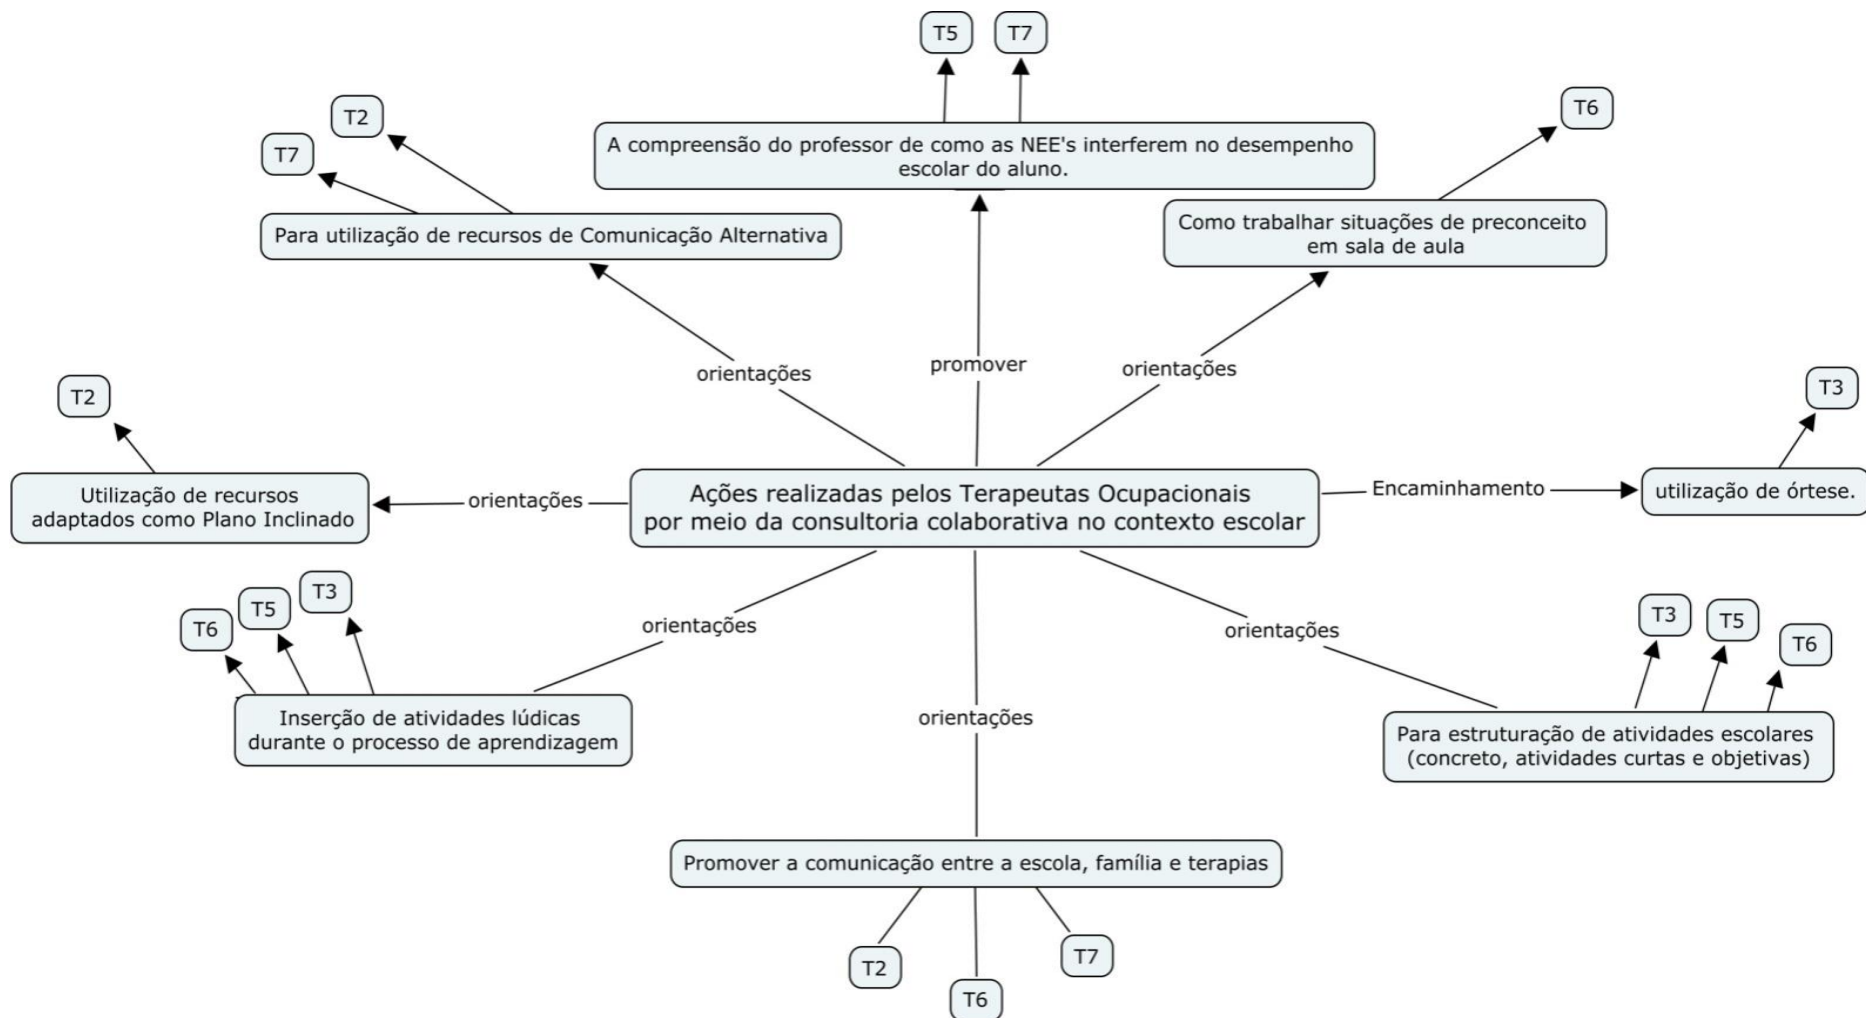 T5
T7
T2
T7
T6
A compreensão do professor de como as NEE's interferem no desempenho
escolar do aluno.
Para utilização de recursos de Comunicação Alternativa
Como trabalhar situações de preconceito
em sala de aula
orientações
promover
orientações
T2
T3
Utilização de recursos
adaptados como Plano Inclinado
orientações
Ações realizadas pelos Terapeutas Ocupacionais
por meio da consultoria colaborativa no contexto escolar
Encaminhamento
utilização de órtese.
T6
T5
T3
orientações
orientações
T3
T5
T6
Inserção de atividades lúdicas
durante o processo de aprendizagem
orientações
Para estruturação de atividades escolares
(concreto, atividades curtas e objetivas)
Promover a comunicação entre a escola, família e terapias
T2
T6
T7